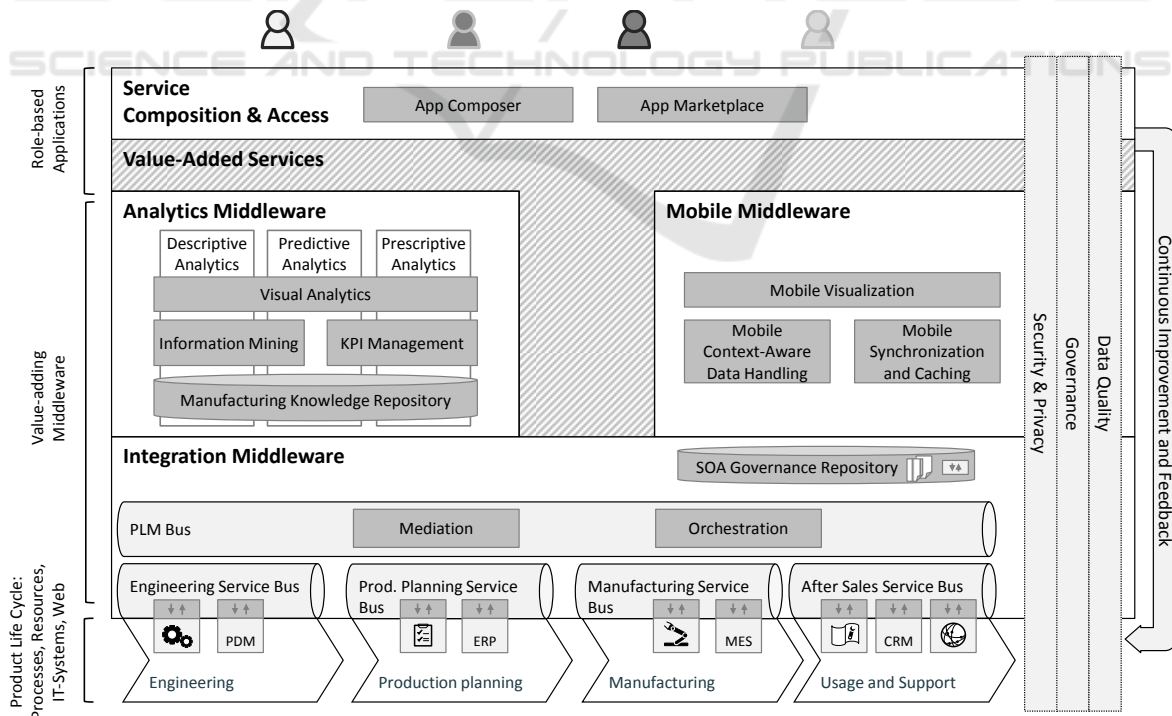 SCIENCE AND TECHNOLOGY PUBLICATIONS
Role-based
Applications
Service
Composition & Access
App Composer
App Marketplace
Value-Added Services
Value-adding
Middleware
Analytics Middleware
Descriptive
Analytics
Predictive
Analytics
Prescriptive
Analytics
Visual Analytics
Information Mining
KPI Management
Manufacturing Knowledge Repository
Mobile Middleware
Mobile Visualization
Mobile
Context-Aware
Data Handling
Mobile
Synchronization
and Caching
Integration Middleware
SOA Governance Repository
PLM Bus
Mediation
Orchestration
Engineering Service Bus
Prod. Planning Service
Bus
Manufacturing Service
Bus
After Sales Service Bus
PDM
ERP
MES
CRM
Product Life Cycle:
Processes, Resources,
IT-Systems, Web
Engineering
Production planning
Manufacturing
Usage and Support
Security & Privacy
Governance
Data Quality
Continuous Improvement and Feedback